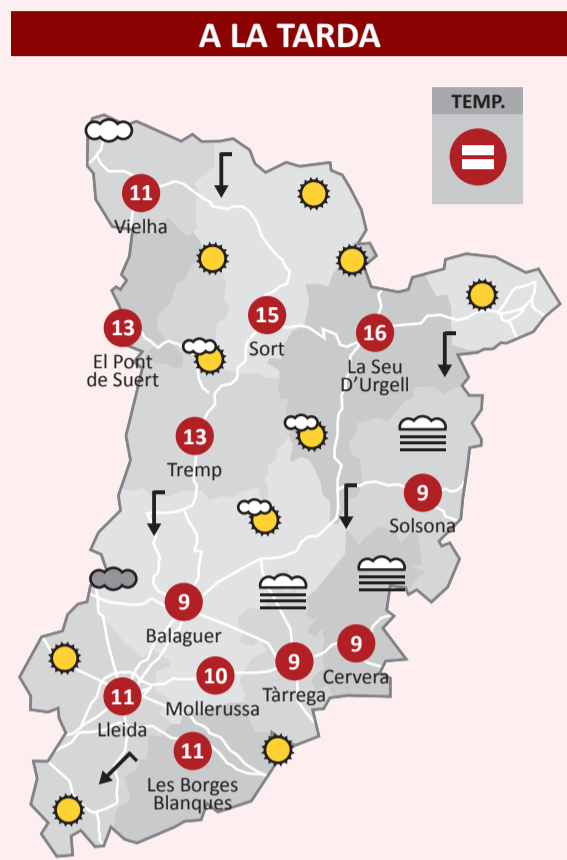 A LA TARDA
TEMP.
11
Vielha
15
Sort
13
El Pont
de Suert
16
La Seu
D'Urgell
13
Tremp
9
Solsona
9
Balaguer
9
Cervera
9
Tàrrega
10
Mollerussa
11
Lleida
11
Les Borges
Blanques